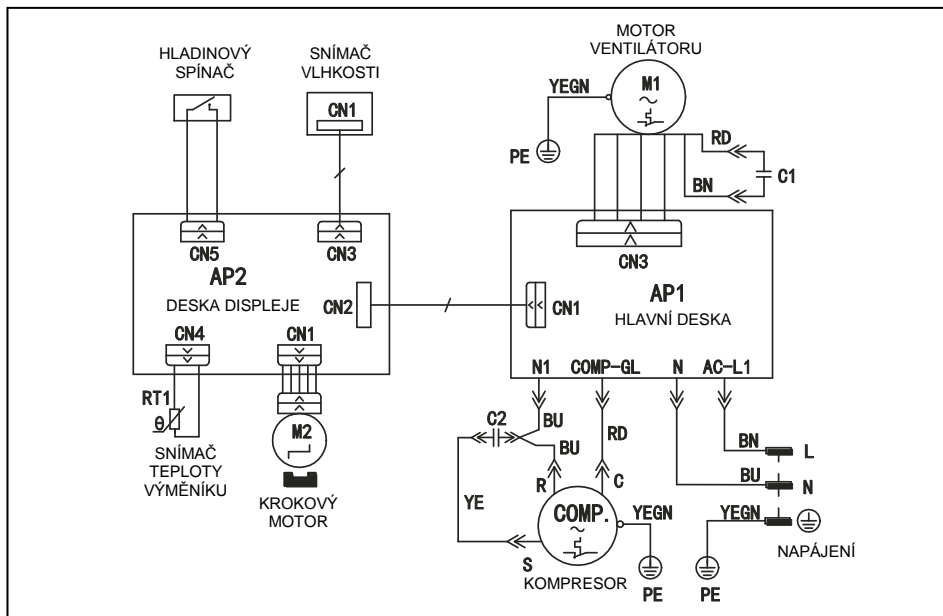 HLADINOVÝ
SPÍNAČ
SNÍMAČ
VLHKOSTI
CN1
MOTOR
VENTILÁTORU
M1
YEGN
PE
RD
BN
C1
CN5
CN3
AP2
DESKA DISPLEJE
CN2
CN4
CN1
CN3
CN1
AP1
HLAVNÍ DESKA
N1
COMP-GL
N
AC-L1
RT1
θ
SNÍMAČ
TEPLOTY
VÝMĚNÍKU
M2
KROKOVÝ
MOTOR
C2
BU
BU
RD
YE
R
C
S
COMP.
KOMPRESOR
YEGN
PE
BN
L
BU
N
YEGN
PE
NAPÁJENÍ